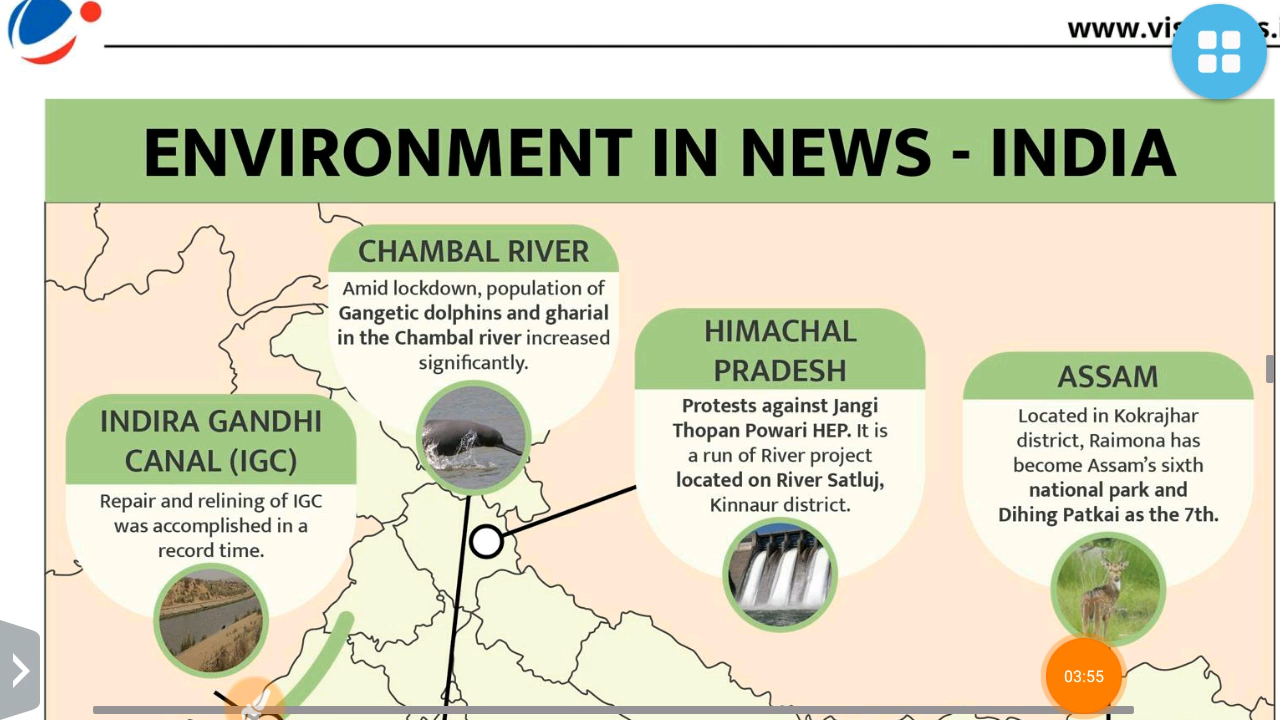 www.vis
ENVIRONMENT IN NEWS - INDIA
CHAMBAL RIVER
Amid lockdown, population of
Gangetic dolphins and gharial
in the Chambal river increased
significantly.
HIMACHAL
PRADESH
Protests against Jangi
Thopan Powari HEP. It is
a run of River project
located on River Satluj,
Kinnaur district.
ASSAM
Located in Kokrajhar
district, Raimona has
become Assam's sixth
national park and
Dihing Patkai as the 7th.
INDIRA GANDHI
CANAL (IGC)
Repair and relining of IGC
was accomplished in a
record time.
03:55